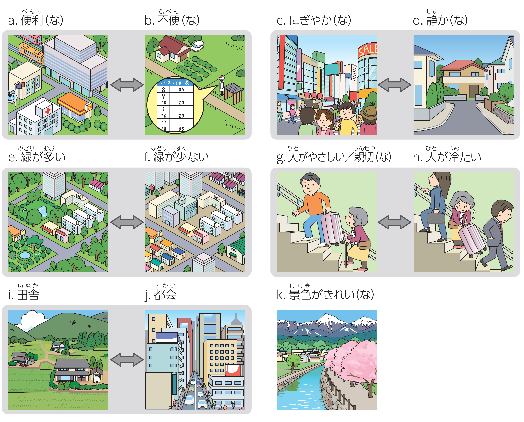 a. 便利(な)
b. 不便(な)
c. にぎやか(な)
d. 静か(な)
e. 緑が多い
f. 緑が少ない
g. 人がやさしい／親切(な)
h. 人が冷たい
i. 田舎
j. 都会
k. 景色がきれい(な)
SALE